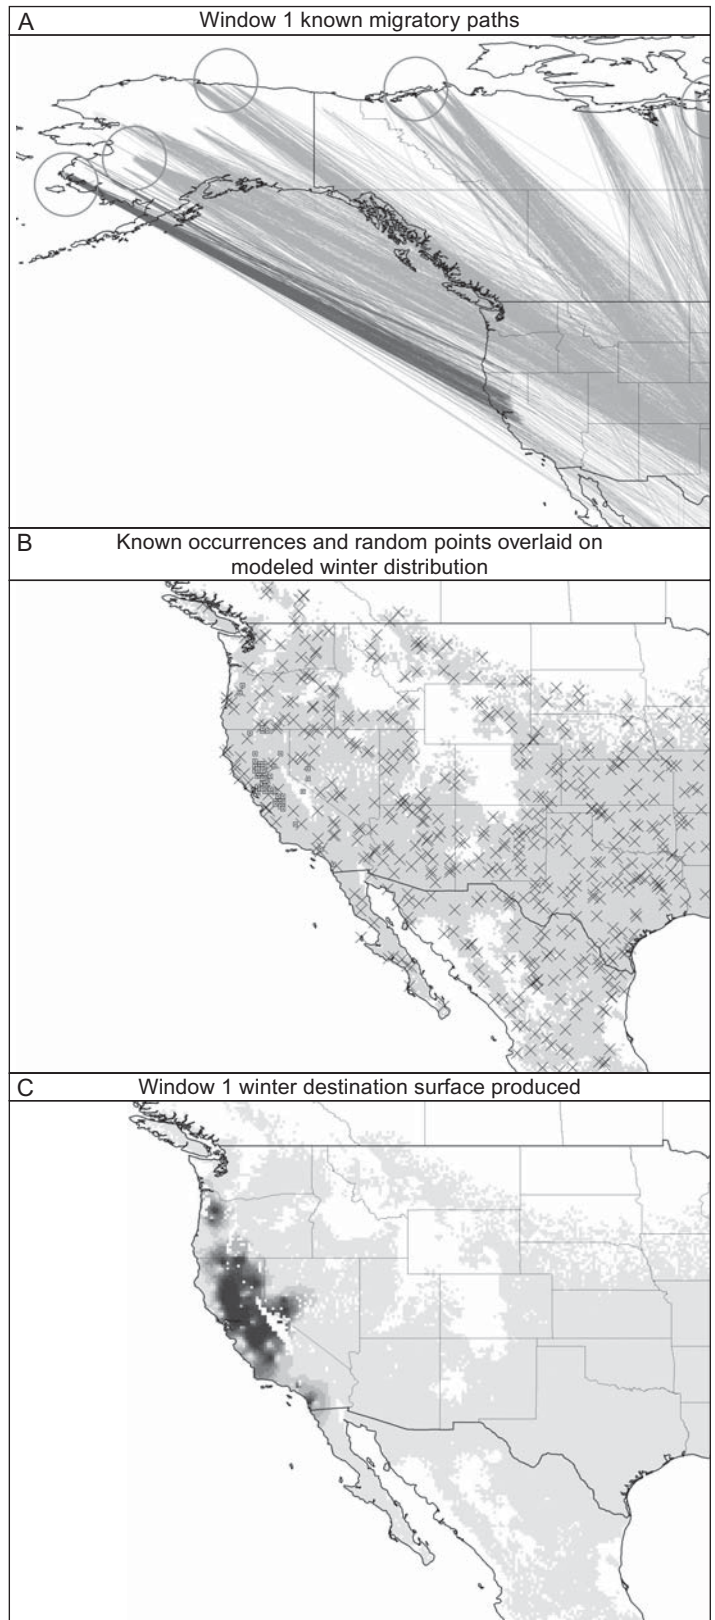 A
Window 1 known migratory paths
B
Known occurrences and random points overlaid on
modeled winter distribution
C
Window 1 winter destination surface produced